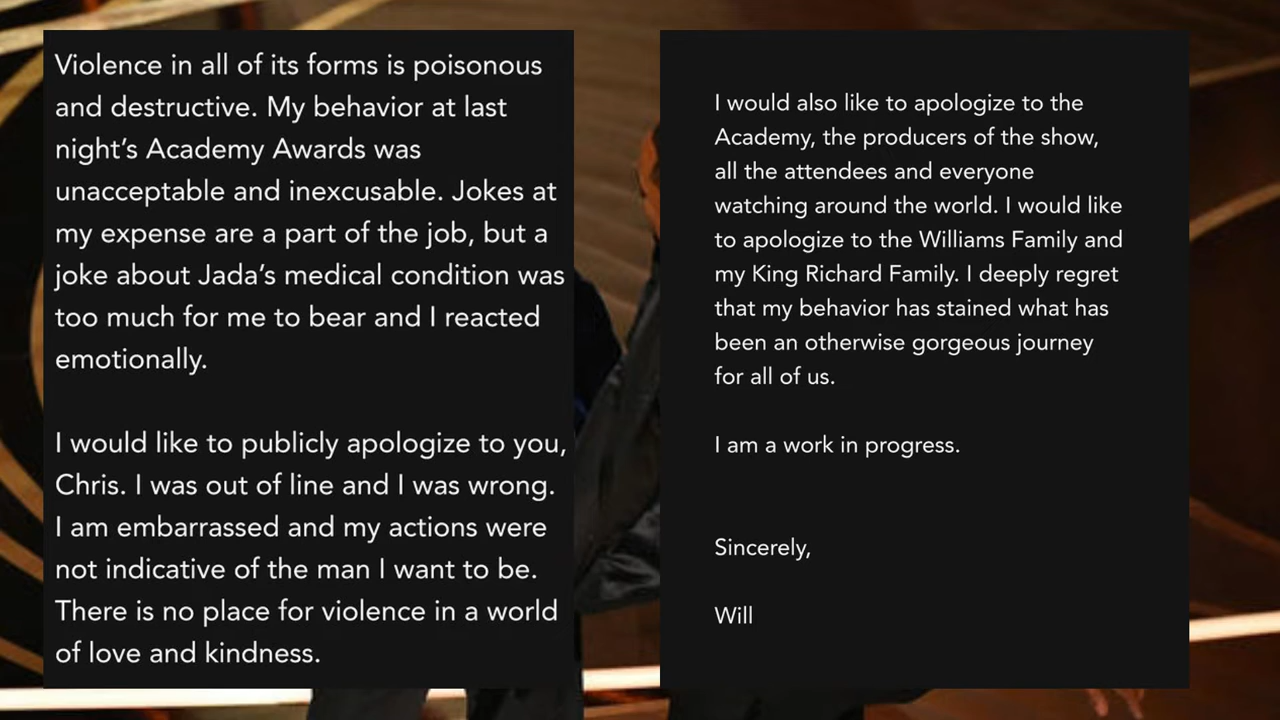 Violence in all of its forms is poisonous
and destructive. My behavior at last
night's Academy Awards was
unacceptable and inexcusable. Jokes at
my expense are a part of the job, but a
joke about Jada's medical condition was
too much for me to bear and I reacted
emotionally.
I would like to publicly apologize to you,
Chris. I was out of line and I was wrong.
I am embarrassed and my actions were
not indicative of the man I want to be.
There is no place for violence in a world
of love and kindness.
I would also like to apologize to the
Academy, the producers of the show,
all the attendees and everyone
watching around the world. I would like
to apologize to the Williams Family and
my King Richard Family. I deeply regret
that my behavior has stained what has
been an otherwise gorgeous journey
for all of us.
I am a work in progress.
Sincerely,
Will